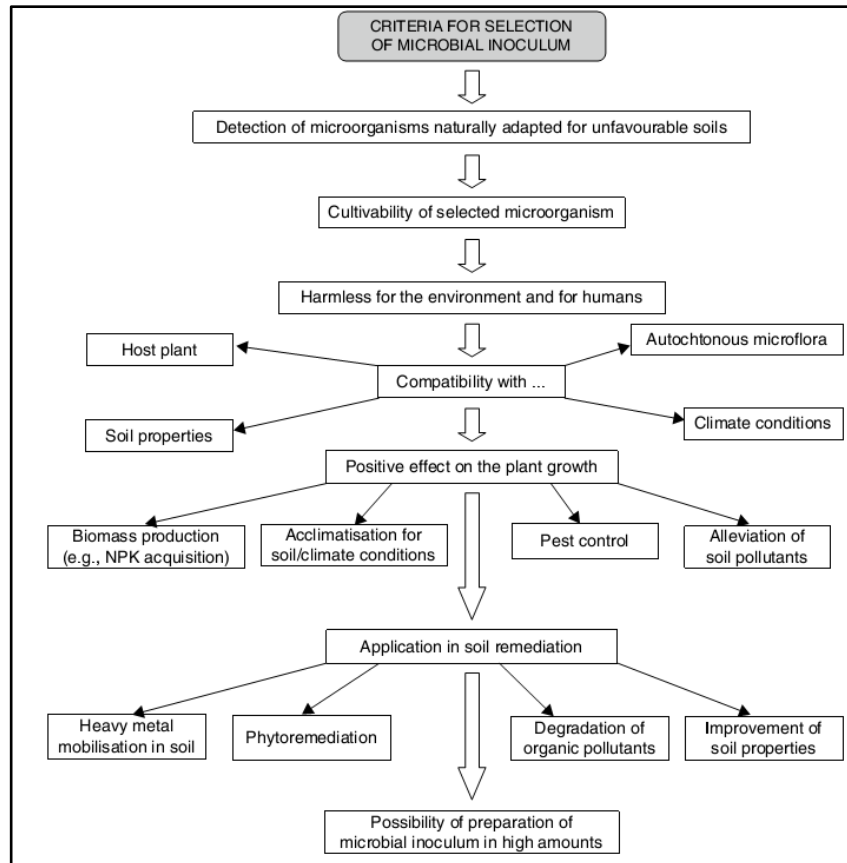 CRITERIA FOR SELECTION
OF MICROBIAL INOCULUM
Detection of microorganisms naturally adapted for unfavourable soils
Cultivability of selected microorganism
Harmless for the environment and for humans
Host plant
Autochtonous microflora
Compatibility with ...
Soil properties
Climate conditions
Positive effect on the plant growth
Biomass production
(e.g., NPK acquisition)
Acclimatisation for
soil/climate conditions
Pest control
Alleviation of
soil pollutants
Application in soil remediation
Heavy metal
mobilisation in soil
Phytoremediation
Degradation of
organic pollutants
Improvement of
soil properties
Possibility of preparation of
microbial inoculum in high amounts